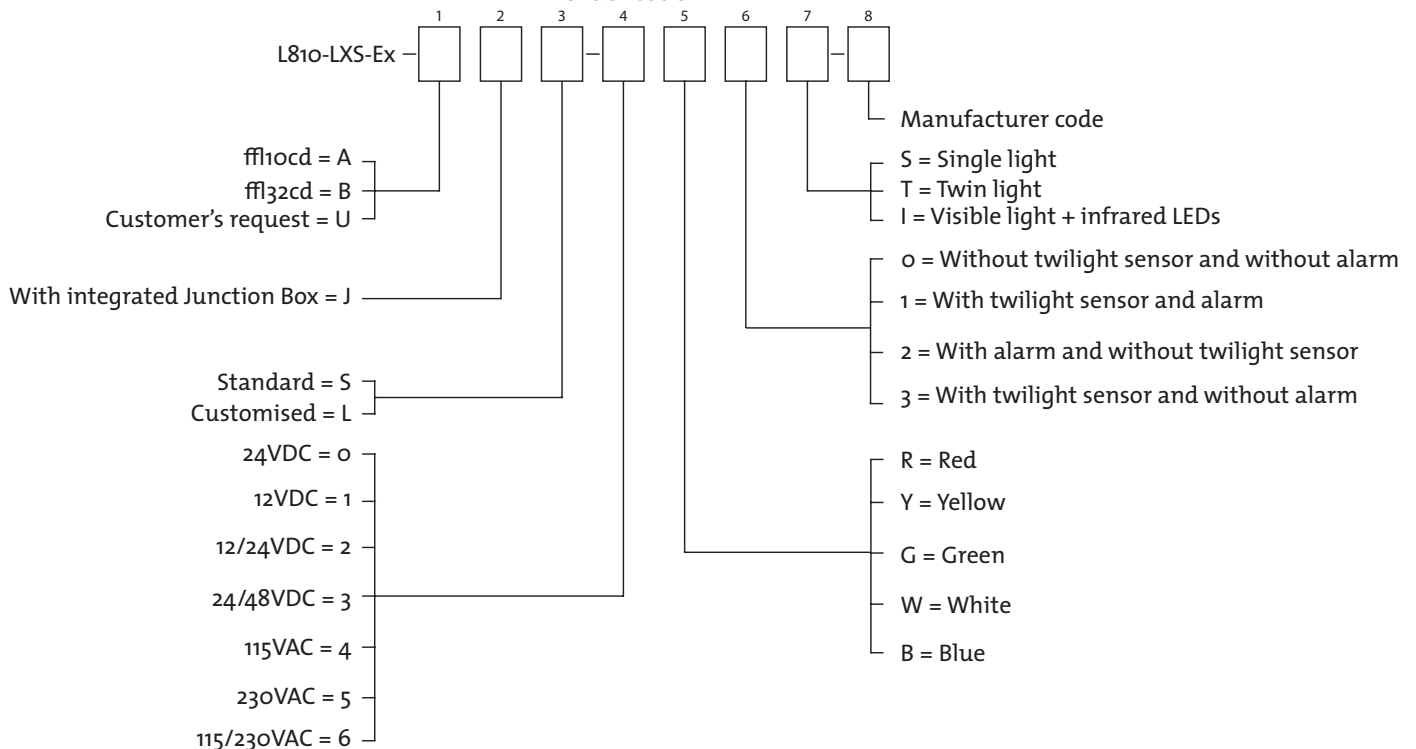 1 2 3 4 5 6 7 8
L810-LXS-Ex – –  –
Manufacturer code
ffl10cd = A
ffl32cd = B
Customer's request = U
S = Single light
T = Twin light
I = Visible light + infrared LEDs
With integrated Junction Box = J
0 = Without twilight sensor and without alarm
1 = With twilight sensor and alarm
2 = With alarm and without twilight sensor
3 = With twilight sensor and without alarm
Standard = S
Customised = L
24VDC = 0
12VDC = 1
12/24VDC = 2
24/48VDC = 3
115VAC = 4
230VAC = 5
115/230VAC = 6
R = Red
Y = Yellow
G = Green
W = White
B = Blue